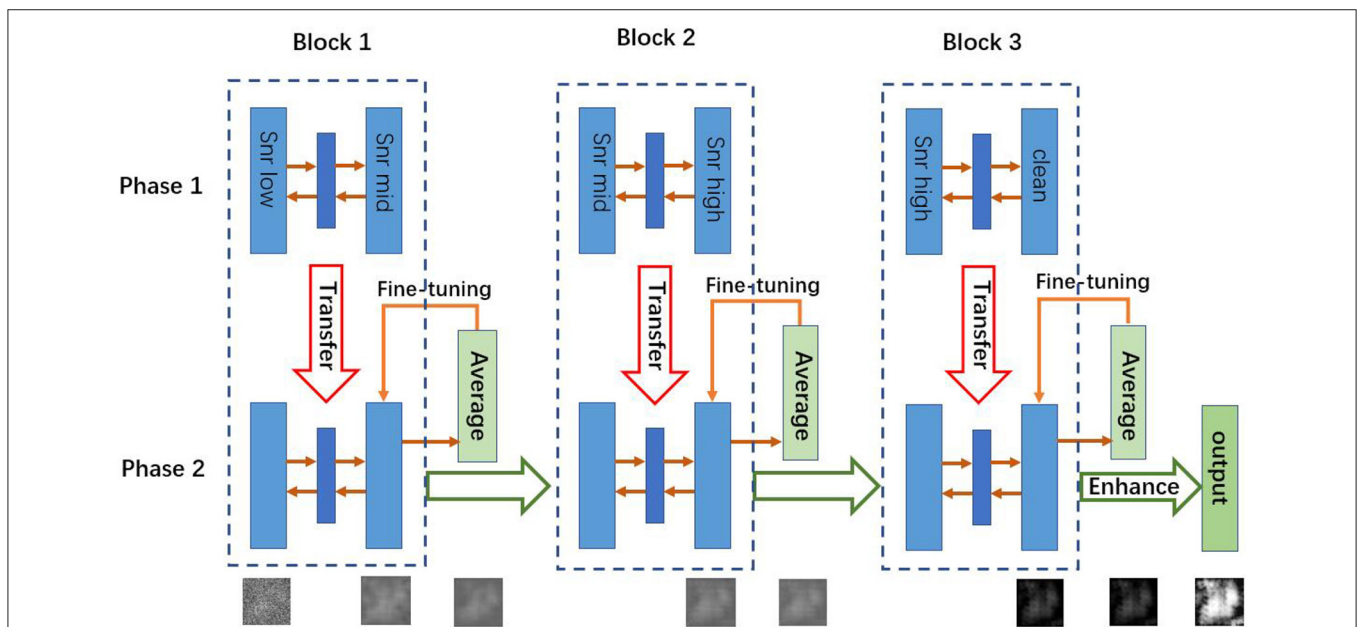 Block 1
Block 2
Block 3
Phase 1
Snr low
Snr mid
Snr mid
Snr high
Snr high
clean
Transfer
Fine-tuning
Average
Transfer
Fine-tuning
Average
Transfer
Fine-tuning
Average
Phase 2
Enhance
output